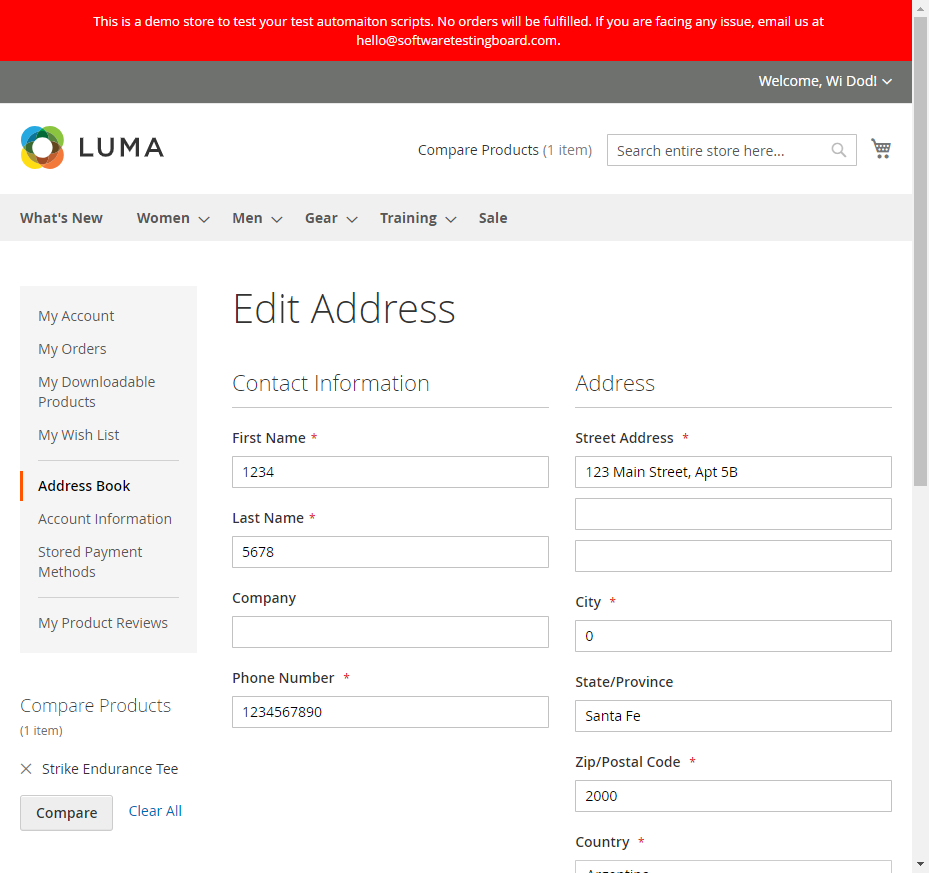 This is a demo store to test your test automaiton scripts. No orders will be fulfilled. If you are facing any issue, email us at
hello@softwaretestingboard.com.
Welcome, Wi Dod!
LUMA
Compare Products (1 item)
Search entire store here...
What's New
Women
Men
Gear
Training
Sale
My Account
My Orders
My Downloadable
Products
My Wish List
Address Book
Account Information
Stored Payment
Methods
My Product Reviews
Compare Products
(1 item)
Strike Endurance Tee
Compare
Clear All
Edit Address
Contact Information
First Name *
1234
Last Name *
5678
Company
Phone Number *
1234567890
Address
Street Address *
123 Main Street, Apt 5B
City *
0
State/Province
Santa Fe
Zip/Postal Code *
2000
Country *
Argentina